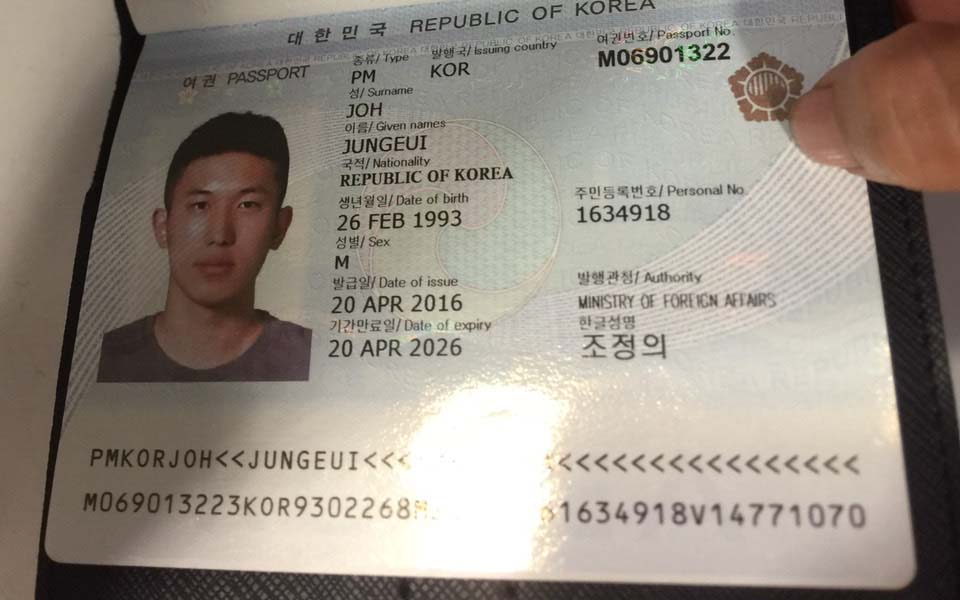 대한민국 REPUBLIC OF KOREA
여권 PASSPORT
종류/ Type 발행국/ Issuing country 여권번호/ Passport No.
PM KOR M06901322
성/ Surname
JOH
이름/ Given names
JUNGEUI
국적/ Nationality
REPUBLIC OF KOREA
생년월일/ Date of birth 주민등록번호/ Personal No.
26 FEB 1993 1634918
성별/ Sex
M
발급일/ Date of issue 발행관청/ Authority
20 APR 2016 MINISTRY OF FOREIGN AFFAIRS
기간만료일/ Date of expiry 한글성명
20 APR 2026 조정의
PMKORJOH<<JUNGEUI<<< <<<<<<<<<<<<<<<<<
M069013223KOR9302268M 1634918V14771070